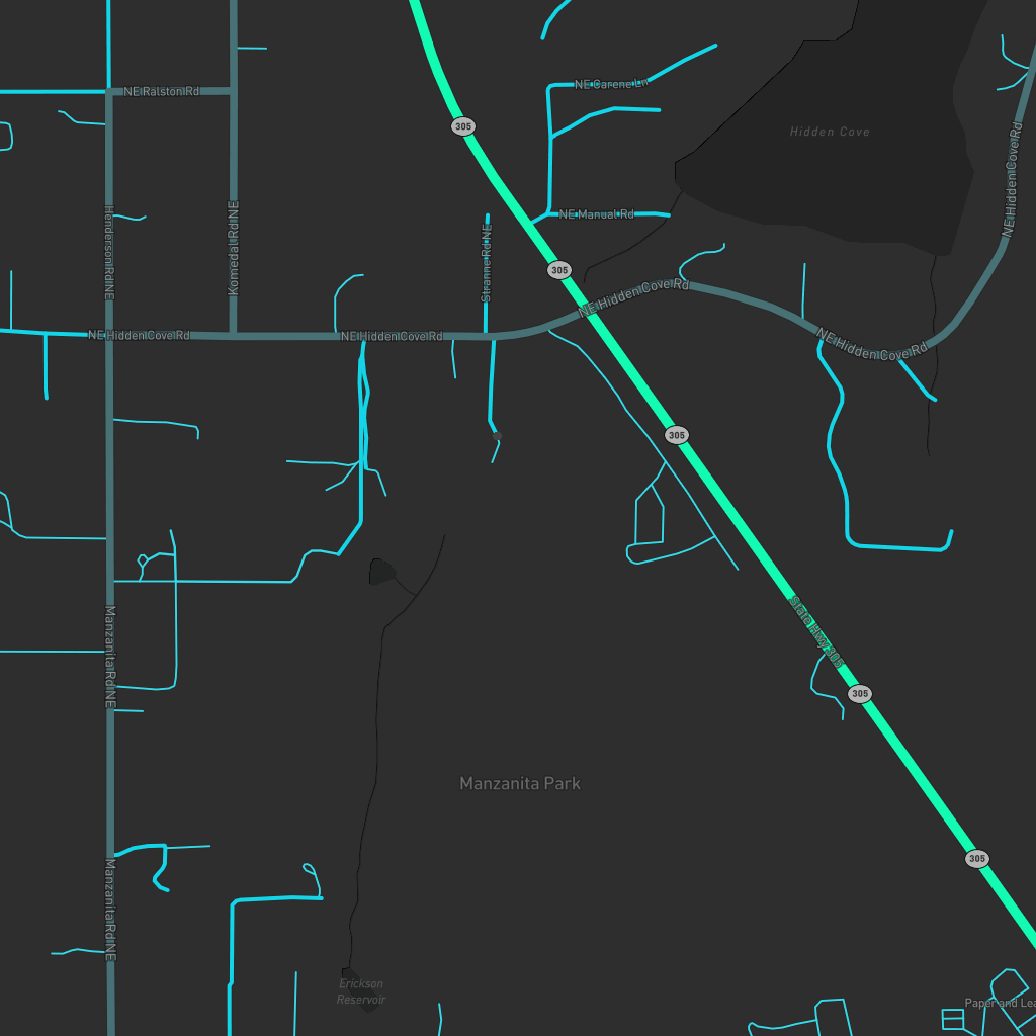 NE Ralston Rd
NE Carene Ln
305
Hidden Cove
NE Hidden Cove Rd
NE Manual Rd
Henderson Rd NE
Komedal Rd NE
Stranne Rd NE
305
NE Hidden Cove Rd
NE Hidden Cove Rd
NE Hidden Cove Rd
NE Hidden Cove Rd
305
State Hwy 305
Manzanita Rd NE
305
Manzanita Park
305
Manzanita Rd NE
Erickson
Reservoir
Paper and Lea